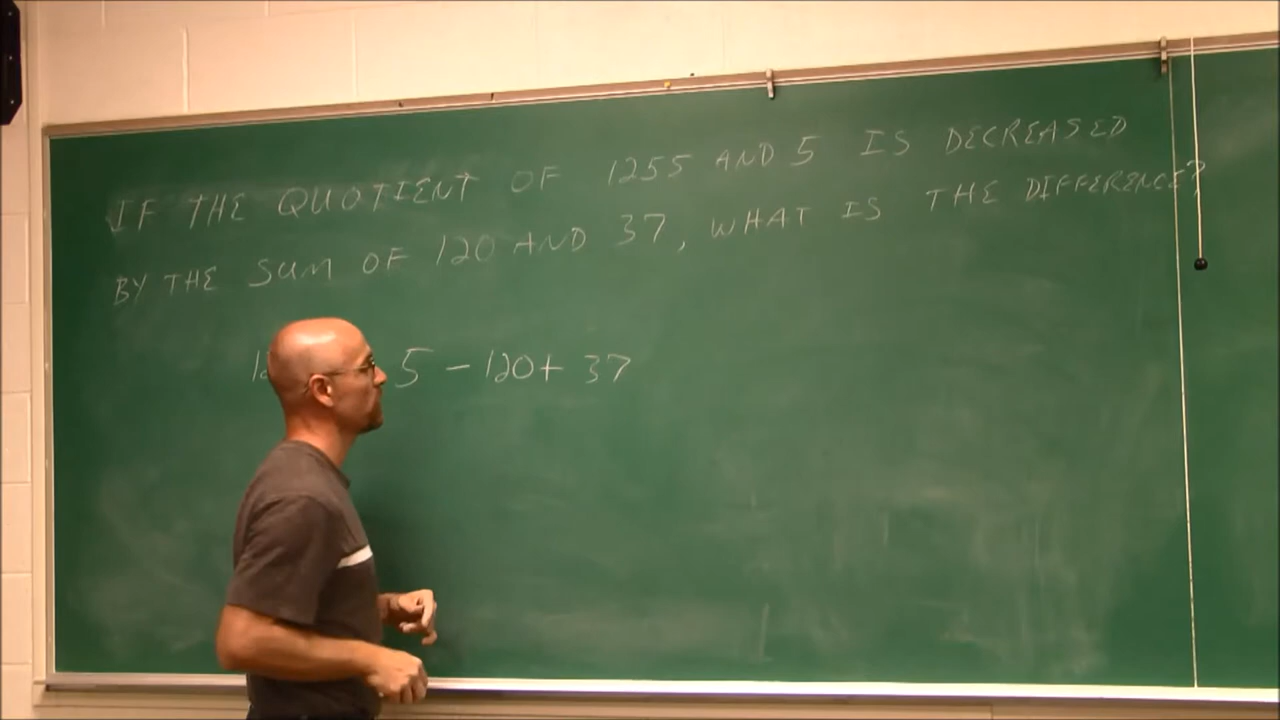 IF THE QUOTIENT OF 1255 AND 5 IS DECREASED
BY THE SUM OF 120 AND 37, WHAT IS THE DIFFERENCE?
5 - 120 + 37